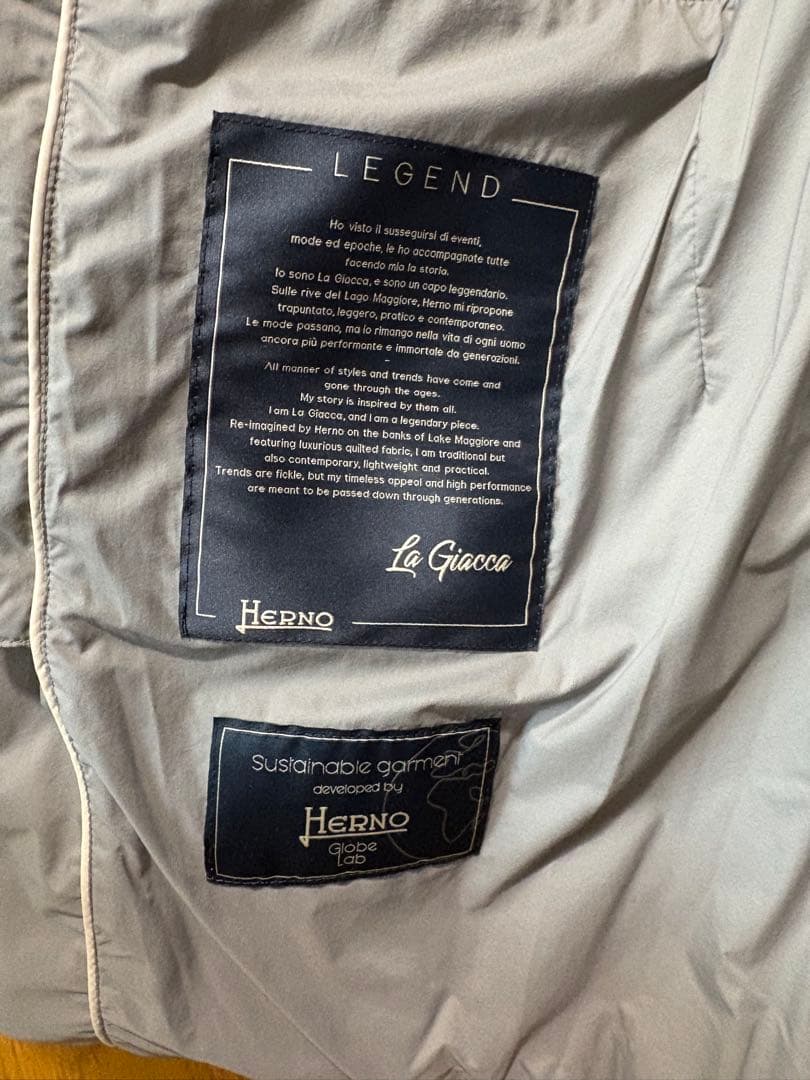 LEGEND
Ho visto il susseguirsi di eventi,
mode ed epoche, le ho accompagnate tutte
facendo mia la storia.
Io sono La Giacca, e sono un capo leggendario.
Sulle rive del Lago Maggiore, Herno mi ripropone
trapuntato, leggero, pratico e contemporaneo.
Le mode passano, ma io rimango nella vita di ogni uomo
ancora più performante e immortale da generazioni.
-
All manner of styles and trends have come and
gone through the ages.
My story is inspired by them all.
I am La Giacca, and I am a legendary piece.
Re-imagined by Herno on the banks of Lake Maggiore and
featuring luxurious quilted fabric, I am traditional but
also contemporary, lightweight and practical.
Trends are fickle, but my timeless appeal and high performance
are meant to be passed down through generations.
La Giacca
HERNO
Sustainable garment
developed by
HERNO
Globe
Lab